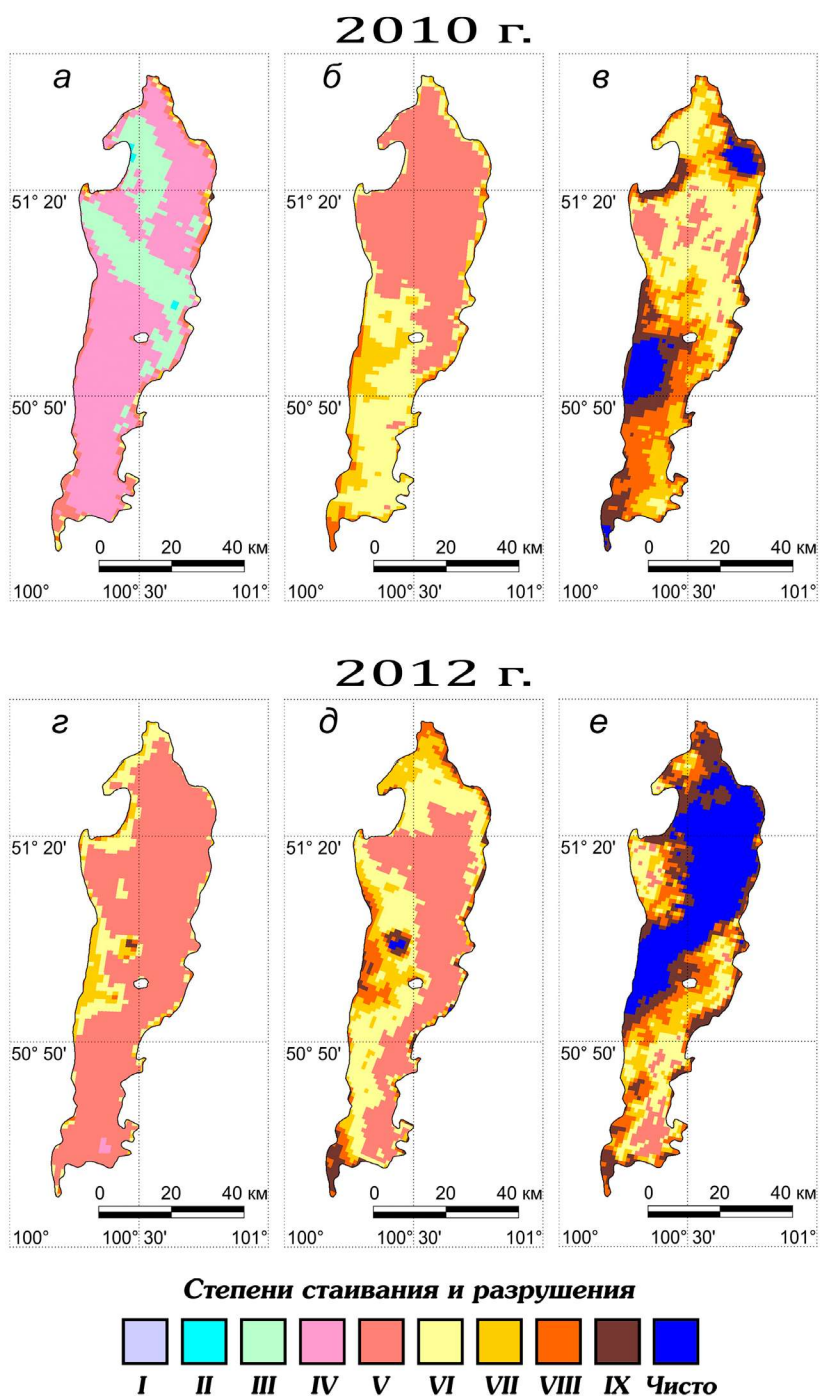 2010 г.
а б в
51° 20' 51° 20' 51° 20'
50° 50' 50° 50' 50° 50'
0 20 40 км 0 20 40 км 0 20 40 км
100° 100° 30' 101° 100° 100° 30' 101° 100° 100° 30' 101°
2012 г.
г д е
51° 20' 51° 20' 51° 20'
50° 50' 50° 50' 50° 50'
0 20 40 км 0 20 40 км 0 20 40 км
100° 100° 30' 101° 100° 100° 30' 101° 100° 100° 30' 101°
Степени стаивания и разрушения
I II III IV V VI VII VIII IX Чисто